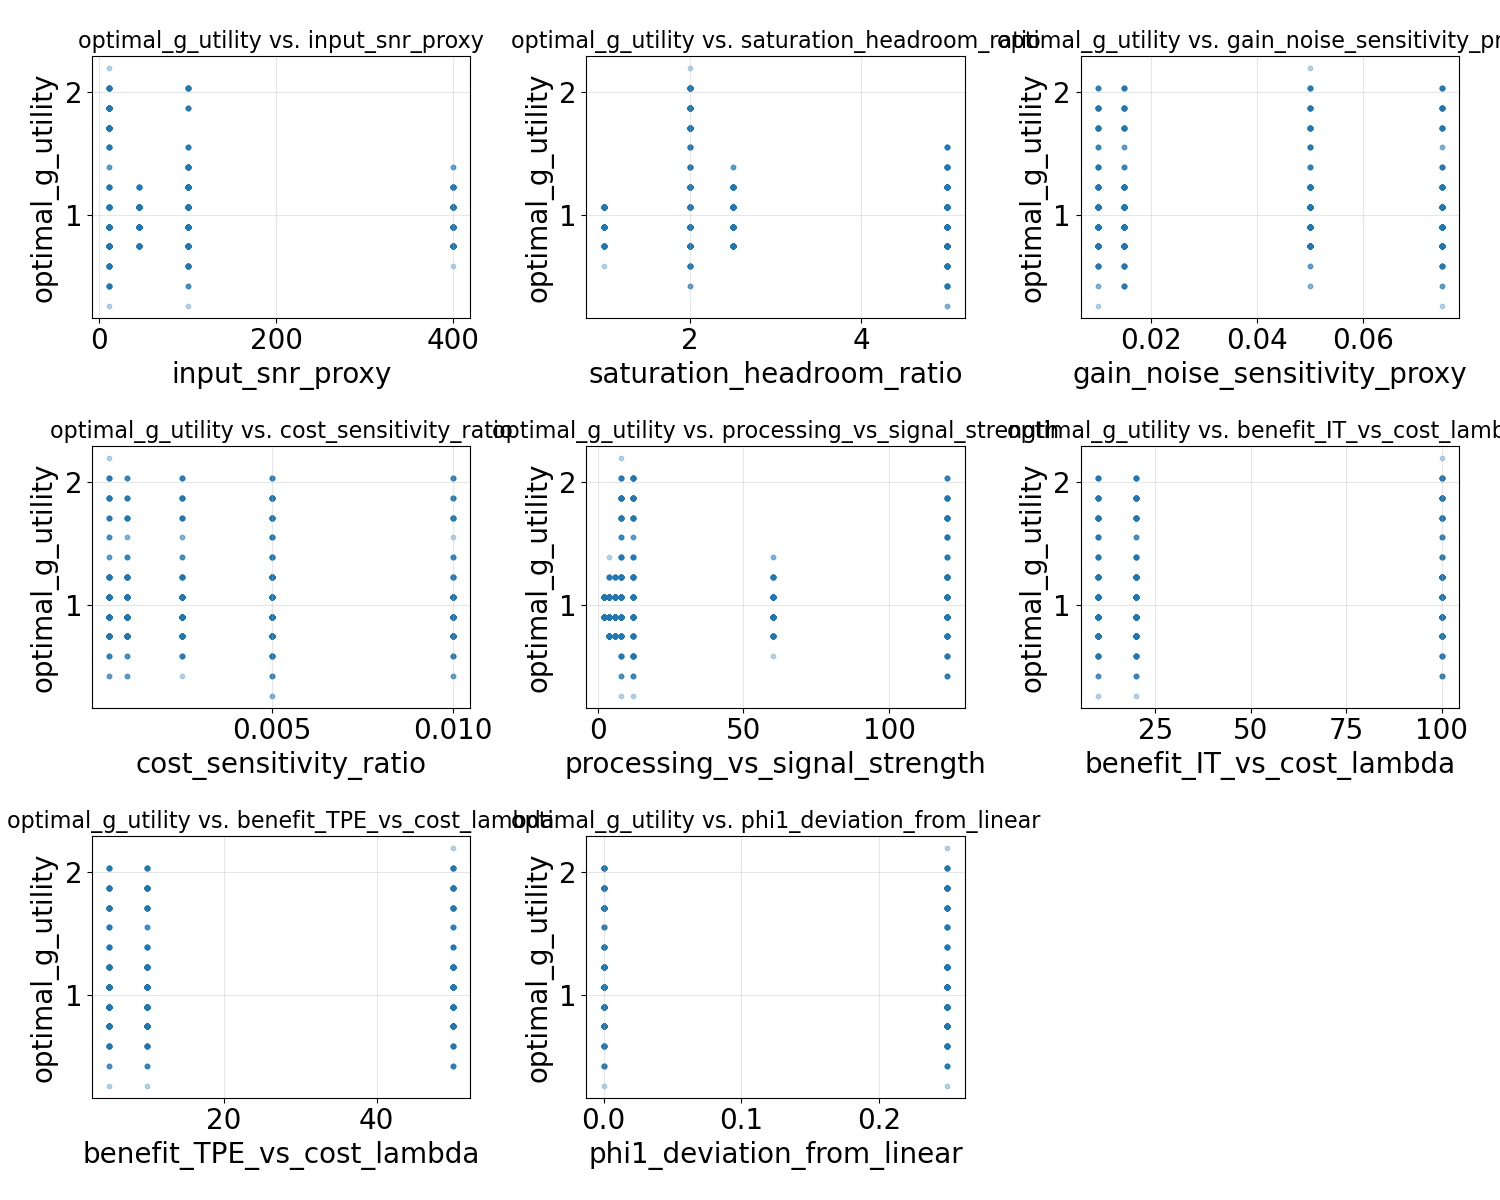 optimal_g_utility vs. input_snr_proxy
optimal_g_utility
2
1
0
200
400
input_snr_proxy
optimal_g_utility vs. saturation_headroom_ratio
optimal_g_utility
2
1
2
4
saturation_headroom_ratio
optimal_g_utility vs. gain_noise_sensitivity_pr
optimal_g_utility
2
1
0.02
0.04
0.06
gain_noise_sensitivity_proxy
optimal_g_utility vs. cost_sensitivity_ratio
optimal_g_utility
2
1
0.005
0.010
cost_sensitivity_ratio
optimal_g_utility vs. processing_vs_signal_strength
optimal_g_utility
2
1
0
50
100
processing_vs_signal_strength
optimal_g_utility vs. benefit_IT_vs_cost_lamb
optimal_g_utility
2
1
25
50
75
100
benefit_IT_vs_cost_lambda
optimal_g_utility vs. benefit_TPE_vs_cost_lambda
optimal_g_utility
2
1
20
40
benefit_TPE_vs_cost_lambda
optimal_g_utility vs. phi1_deviation_from_linear
optimal_g_utility
2
1
0.0
0.1
0.2
phi1_deviation_from_linear